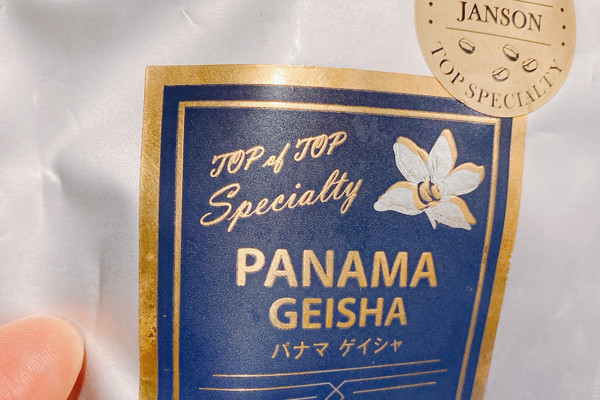 JANSON
TOP SPECIALTY
TOP of TOP
Specialty
PANAMA
GEISHA
パナマ ゲイシャ